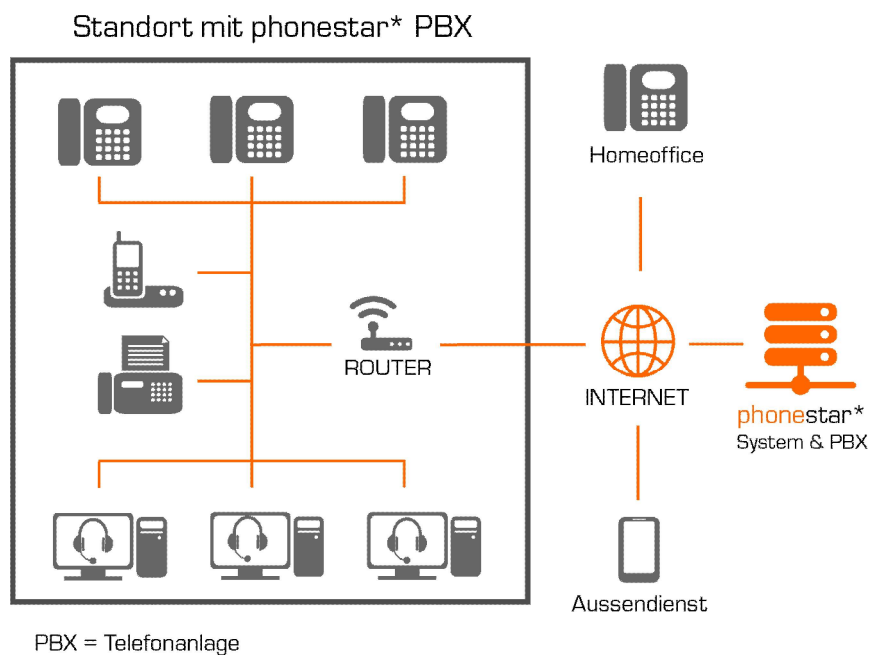 Standort mit phonestar* PBX
Homeoffice
ROUTER
INTERNET
phonestar*
System & PBX
Aussendienst
PBX = Telefonanlage